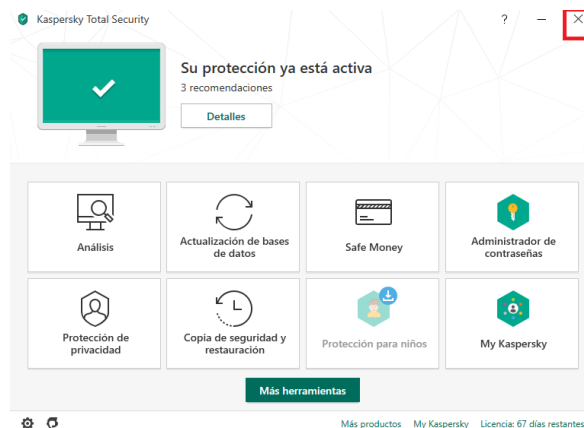 Kaspersky Total Security
?
Su protección ya está activa
3 recomendaciones
Detalles
Análisis
Actualización de bases
de datos
Safe Money
Administrador de
contraseñas
Protección de
privacidad
Copia de seguridad y
restauración
Protección para niños
My Kaspersky
Más herramientas
Más productos My Kaspersky Licencia: 67 días restantes